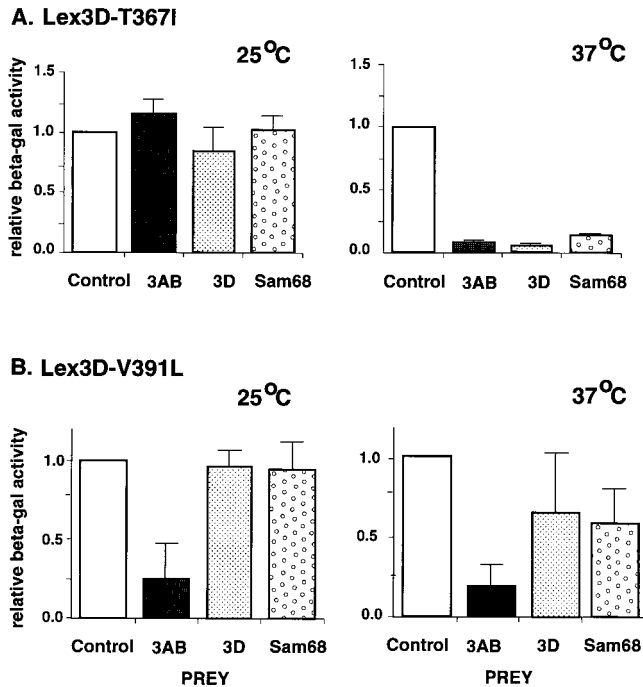 A. Lex3D-T367I
25°C
37°C
relative beta-gal activity
1.5
1.0
0.5
0.0
Control 3AB 3D Sam68
1.5
1.0
0.5
0.0
Control 3AB 3D Sam68
B. Lex3D-V391L
25°C
37°C
relative beta-gal activity
1.0
0.5
0.0
Control 3AB 3D Sam68
PREY
1.0
0.5
0.0
Control 3AB 3D Sam68
PREY